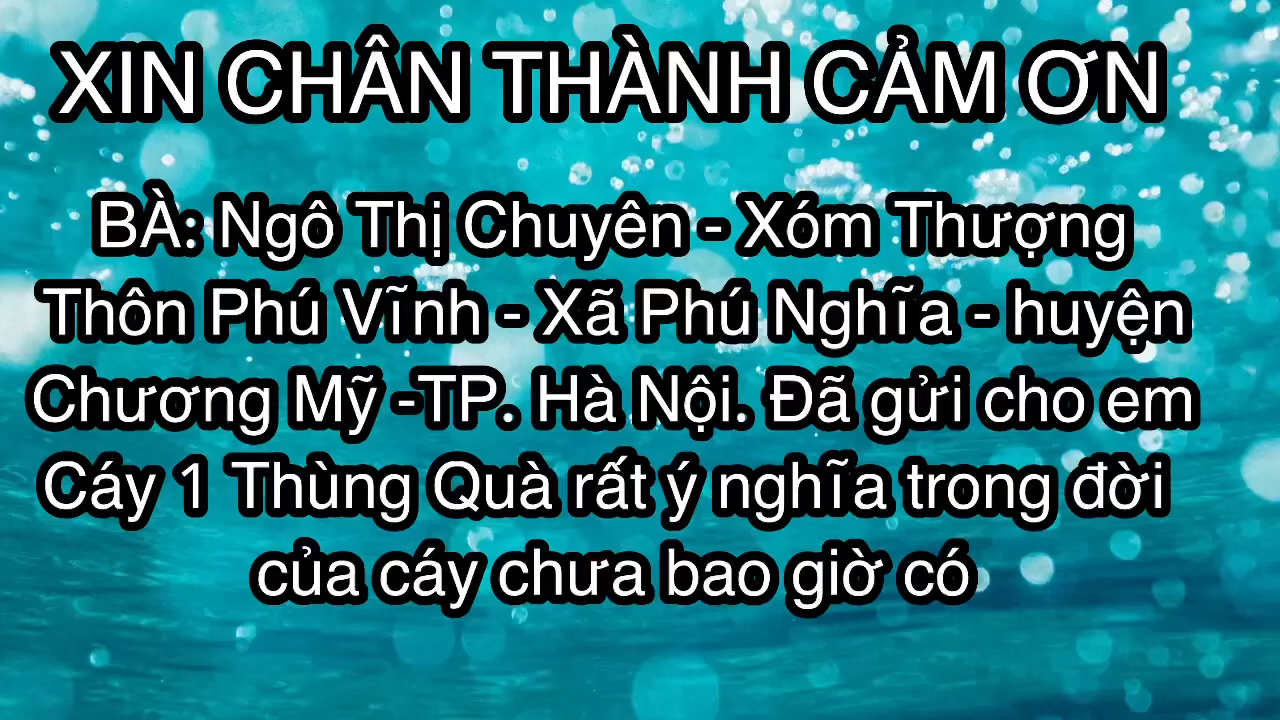 XIN CHÂN THÀNH CẢM ƠN
BÀ: Ngô Thị Chuyên - Xóm Thượng
Thôn Phú Vĩnh - Xã Phú Nghĩa - huyện
Chương Mỹ -TP. Hà Nội. Đã gửi cho em
Cáy 1 Thùng Quà rất ý nghĩa trong đời
của cáy chưa bao giờ có